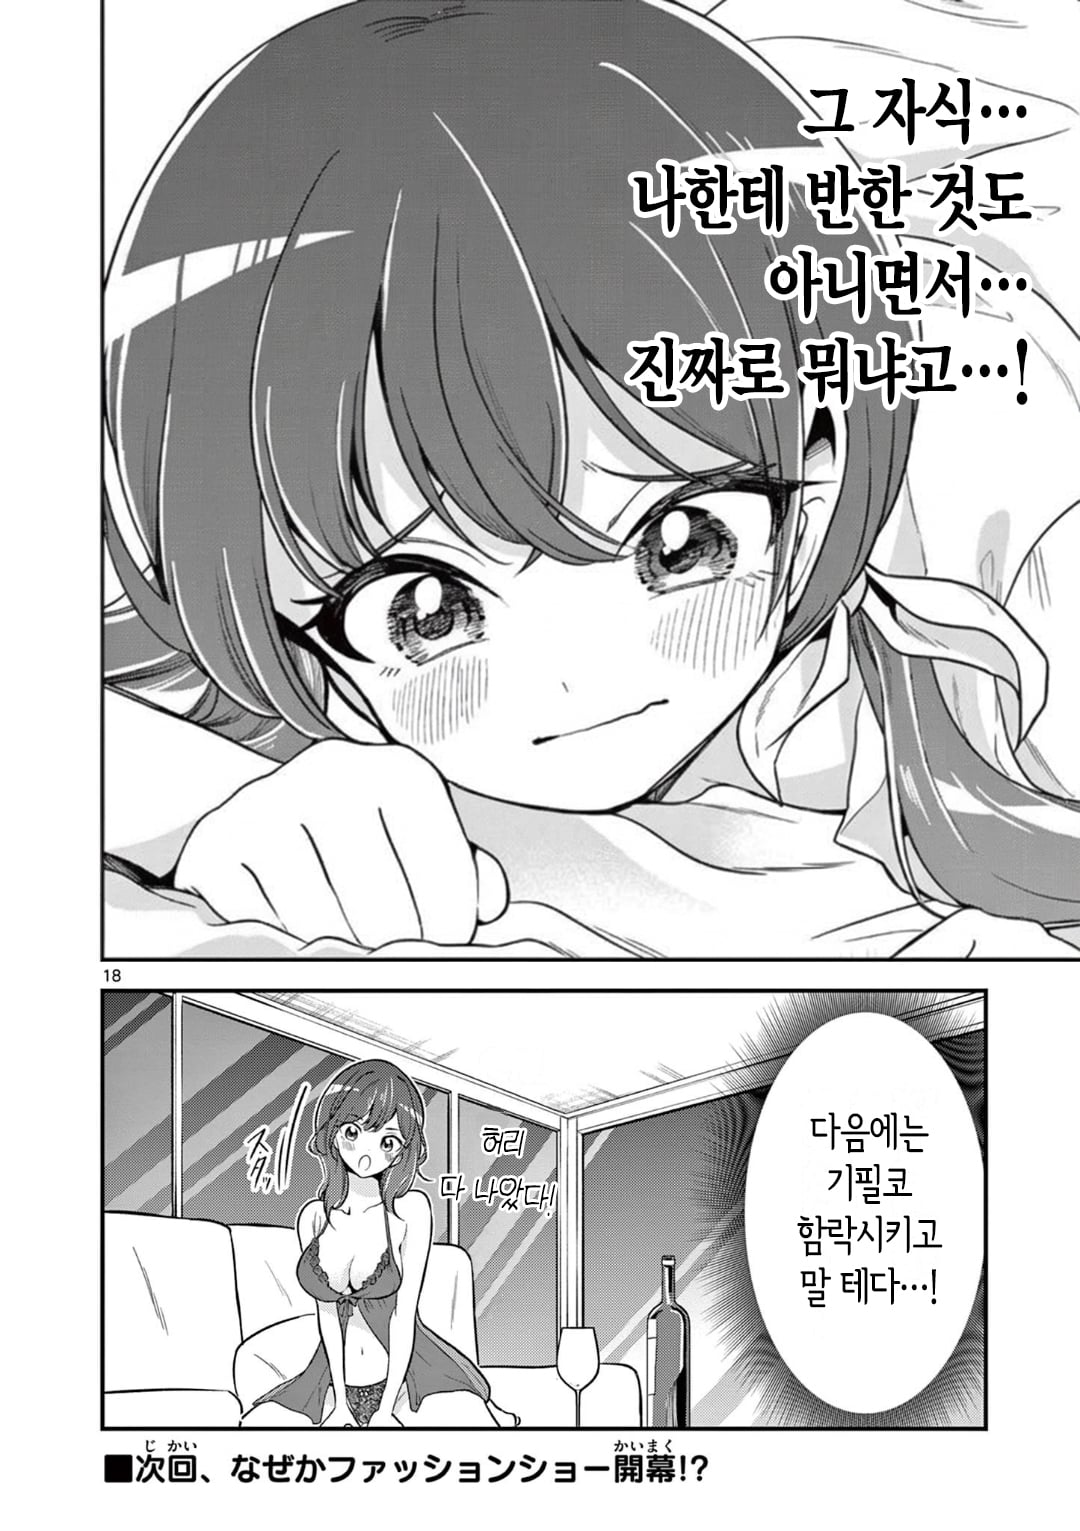 그 자식…
나한테 반한 것도
아니면서…
진짜로 뭐냐고…!
18
다음에는
기필코
함락시키고
말 테다…!
허리
다 나았다!
スタッ
■次回、なぜかファッションショー開幕!?
じかい
かいまく